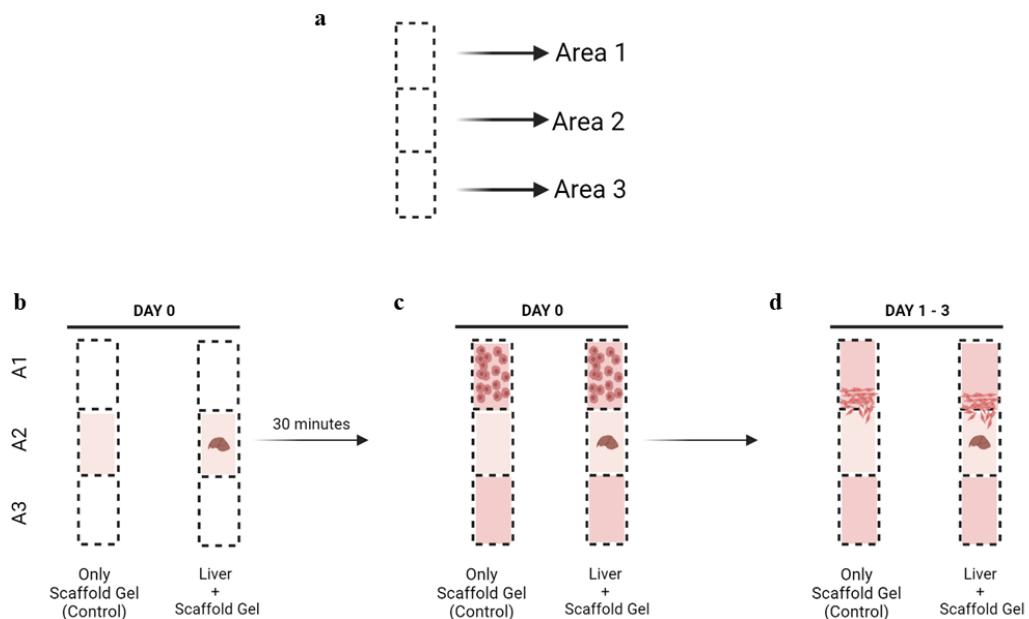 a
Area 1
Area 2
Area 3
b
DAY 0
c
DAY 0
d
DAY 1 - 3
A1
A2
A3
30 minutes
Only
Scaffold Gel
(Control)
Liver
+
Scaffold Gel
Only
Scaffold Gel
(Control)
Liver
+
Scaffold Gel
Only
Scaffold Gel
(Control)
Liver
+
Scaffold Gel